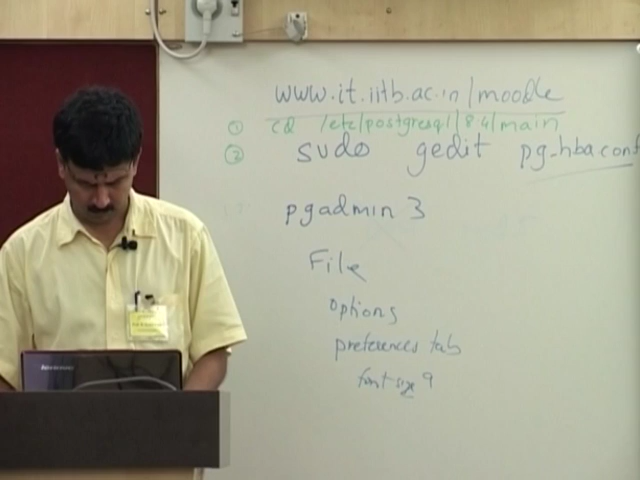 www.it.iitb.ac.in/moodle
① cd /etc/postgresql/8.4/main
② sudo gedit pg_hba.conf
pgadmin 3
File
options
preferences tab
font size 9